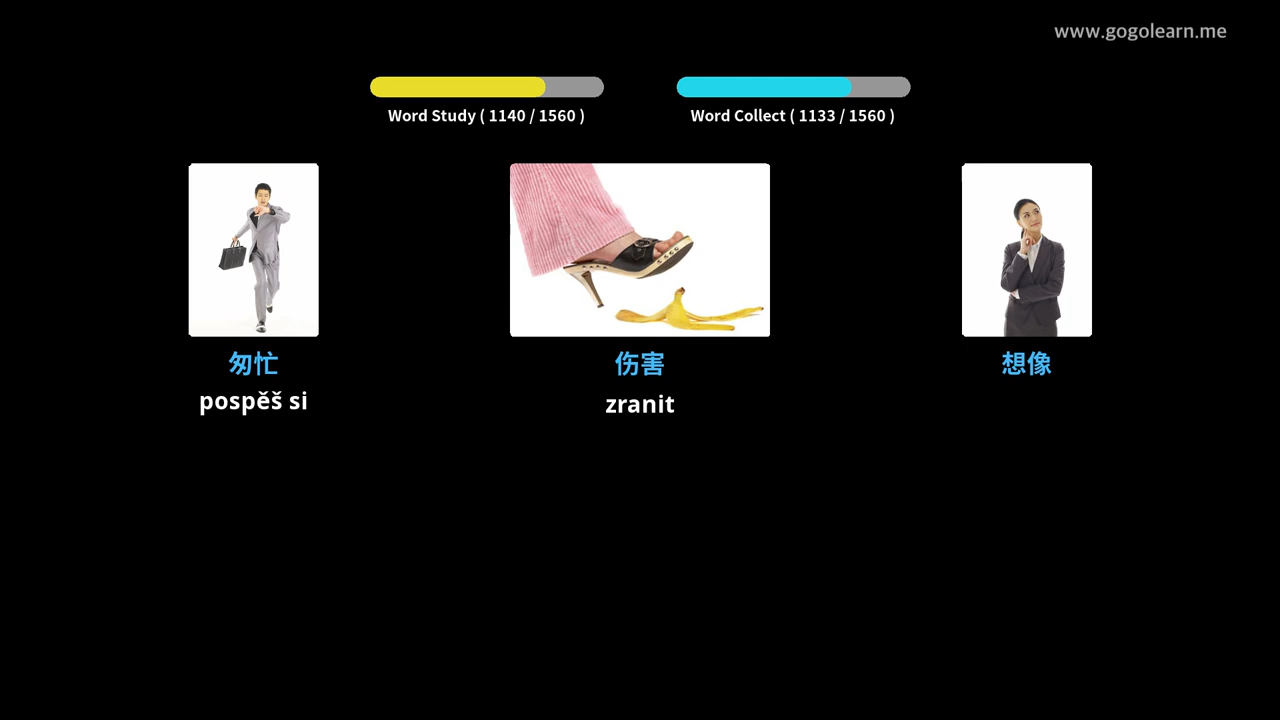 www.gogolearn.me
Word Study ( 1140 / 1560 )
Word Collect ( 1133 / 1560 )
匆忙
pospěš si
伤害
zranit
想像